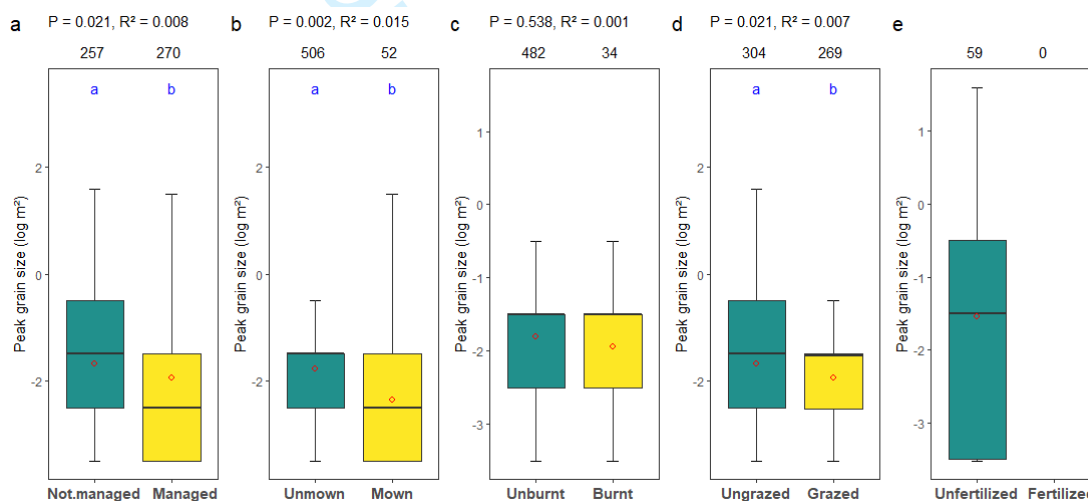 a P = 0.021, R² = 0.008
257 270
a b
Peak grain size (log m²)
2
0
-2
Not.managed Managed
b P = 0.002, R² = 0.015
506 52
a b
Peak grain size (log m²)
2
0
-2
Unmown Mown
c P = 0.538, R² = 0.001
482 34
Peak grain size (log m²)
1
0
-1
-2
-3
Unburnt Burnt
d P = 0.021, R² = 0.007
304 269
a b
Peak grain size (log m²)
2
0
-2
Ungrazed Grazed
e
59 0
Peak grain size (log m²)
1
0
-1
-2
-3
Unfertilized Fertilized